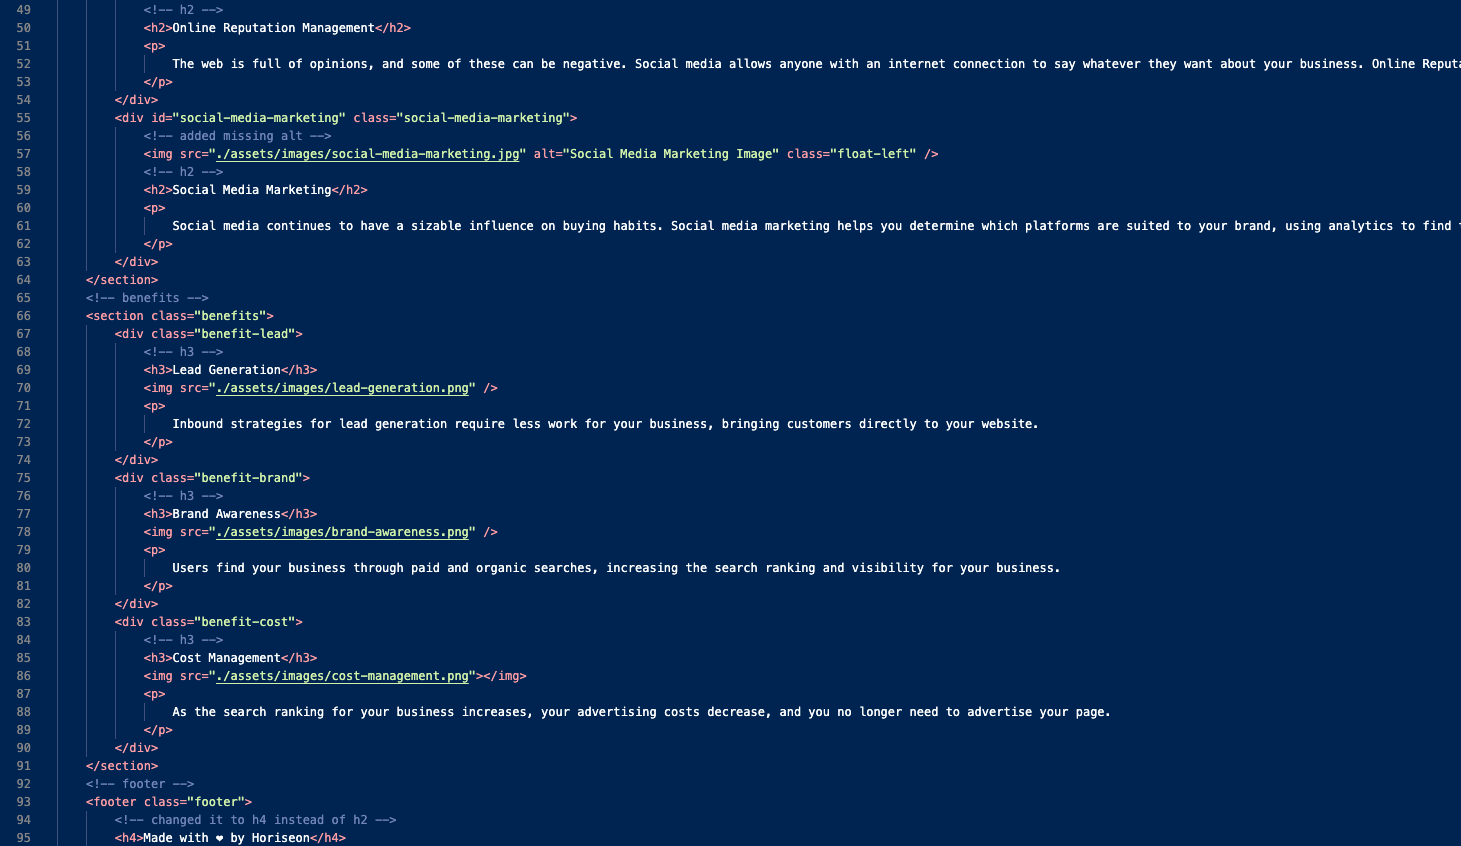 49 <!-- h2 -->
50 <h2>Online Reputation Management</h2>
51 <p>
52 The web is full of opinions, and some of these can be negative. Social media allows anyone with an internet connection to say whatever they want about your business. Online
53 </p>
54 </div>
55 <div id="social-media-marketing" class="social-media-marketing">
56 <!-- added missing alt -->
57 <img src="./assets/images/social-media-marketing.jpg" alt="Social Media Marketing Image" class="float-left" />
58 <!-- h2 -->
59 <h2>Social Media Marketing</h2>
60 <p>
61 Social media continues to have a sizable influence on buying habits. Social media marketing helps you determine which platforms are suited to your brand, using analytics to find
62 </p>
63 </div>
64 </section>
65 <!-- benefits -->
66 <section class="benefits">
67 <div class="benefit-lead">
68 <!-- h3 -->
69 <h3>Lead Generation</h3>
70 <img src="./assets/images/lead-generation.png" />
71 <p>
72 Inbound strategies for lead generation require less work for your business, bringing customers directly to your website.
73 </p>
74 </div>
75 <div class="benefit-brand">
76 <!-- h3 -->
77 <h3>Brand Awareness</h3>
78 <img src="./assets/images/brand-awareness.png" />
79 <p>
80 Users find your business through paid and organic searches, increasing the search ranking and visibility for your business.
81 </p>
82 </div>
83 <div class="benefit-cost">
84 <!-- h3 -->
85 <h3>Cost Management</h3>
86 <img src="./assets/images/cost-management.png"></img>
87 <p>
88 As the search ranking for your business increases, your advertising costs decrease, and you no longer need to advertise your page.
89 </p>
90 </div>
91 </section>
92 <!-- footer -->
93 <footer class="footer">
94 <!-- changed it to h4 instead of h2 -->
95 <h4>Made with ❤️ by Horiseon</h4>